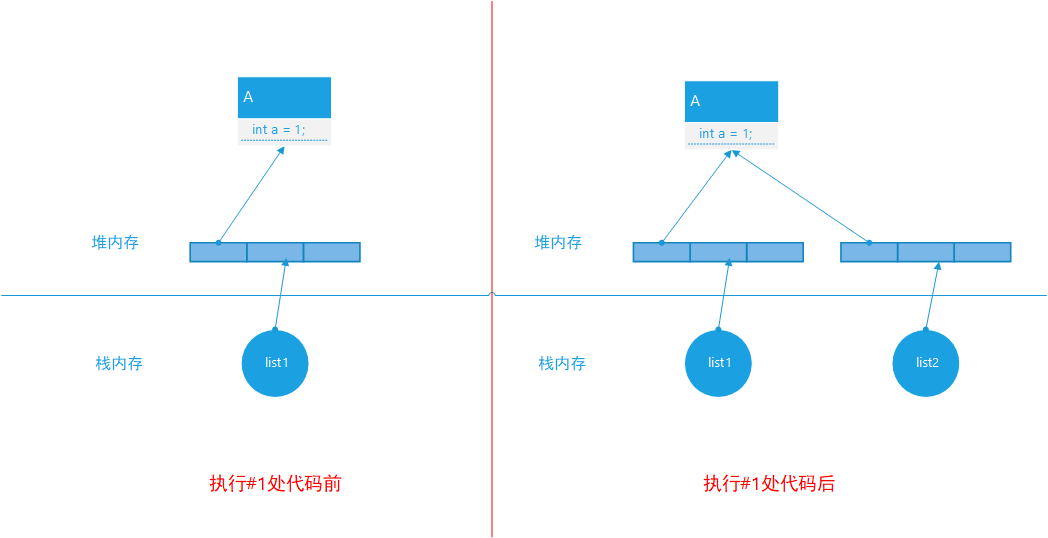 A
int a = 1;
堆内存
栈内存
list1
执行#1处代码前
A
int a = 1;
堆内存
栈内存
list1
list2
执行#1处代码后